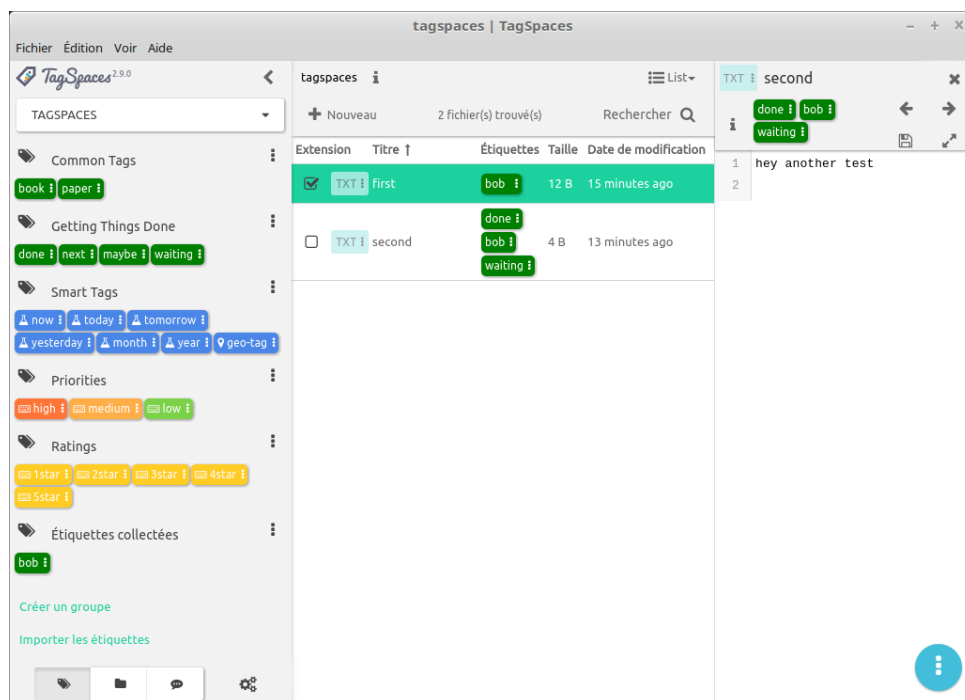 tagspaces | TagSpaces
Fichier Édition Voir Aide
TagSpaces 2.9.0
TAGSPACES
Common Tags
book paper
Getting Things Done
done next maybe waiting
Smart Tags
now today tomorrow
yesterday month year geo-tag
Priorities
high medium low
Ratings
1star 2star 3star 4star
5star
Étiquettes collectées
bob
Créer un groupe
Importer les étiquettes
tagspaces List
Nouveau 2 fichier(s) trouvé(s) Rechercher
Extension Titre Étiquettes Taille Date de modification
TXT first bob 12 B 15 minutes ago
done
TXT second bob 4 B 13 minutes ago
waiting
TXT second
done bob
waiting
1 hey another test
2